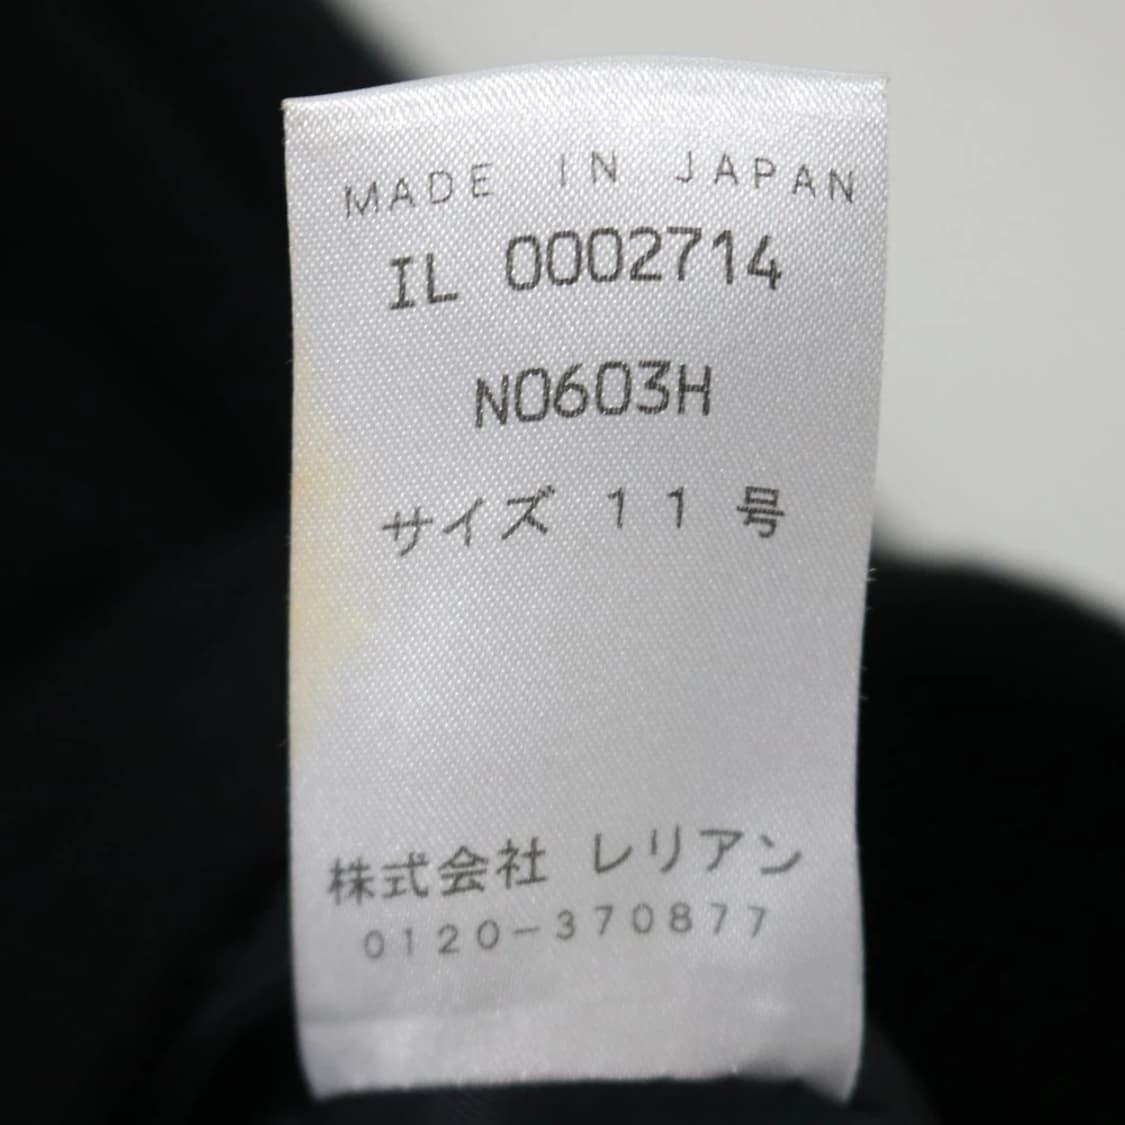 MADE IN JAPAN
IL 0002714
N0603H
サイズ 11号
株式会社 レリアン
0120-370877